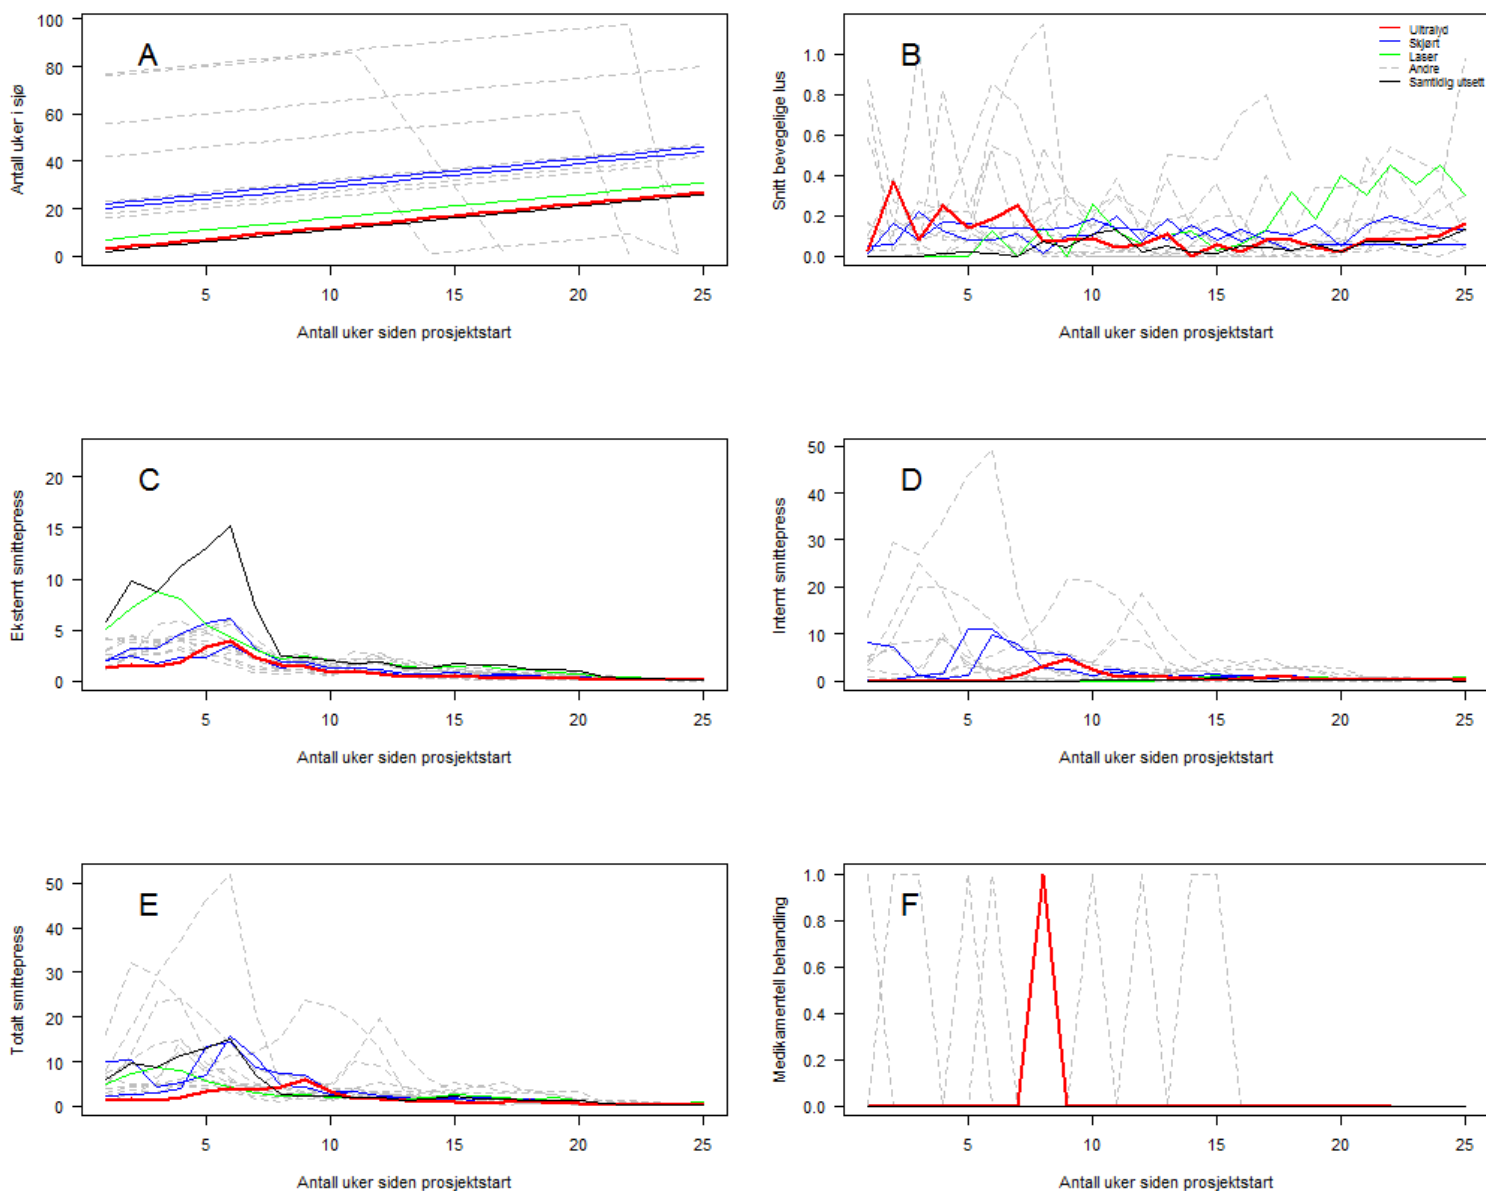 A
Antall uker i sjø
100
80
60
40
20
0
5
10
15
20
25
Antall uker siden prosjektstart
B
Snitt bevegelige lus
1.0
0.8
0.6
0.4
0.2
0.0
Ultralyd
Skjørt
Laser
Andre
Samtidig utsett
5
10
15
20
25
Antall uker siden prosjektstart
C
Eksternt smittepress
20
15
10
5
0
5
10
15
20
25
Antall uker siden prosjektstart
D
Internt smittepress
50
40
30
20
10
0
5
10
15
20
25
Antall uker siden prosjektstart
E
Totalt smittepress
50
40
30
20
10
0
5
10
15
20
25
Antall uker siden prosjektstart
F
Medikamentell behandling
1.0
0.8
0.6
0.4
0.2
0.0
5
10
15
20
25
Antall uker siden prosjektstart